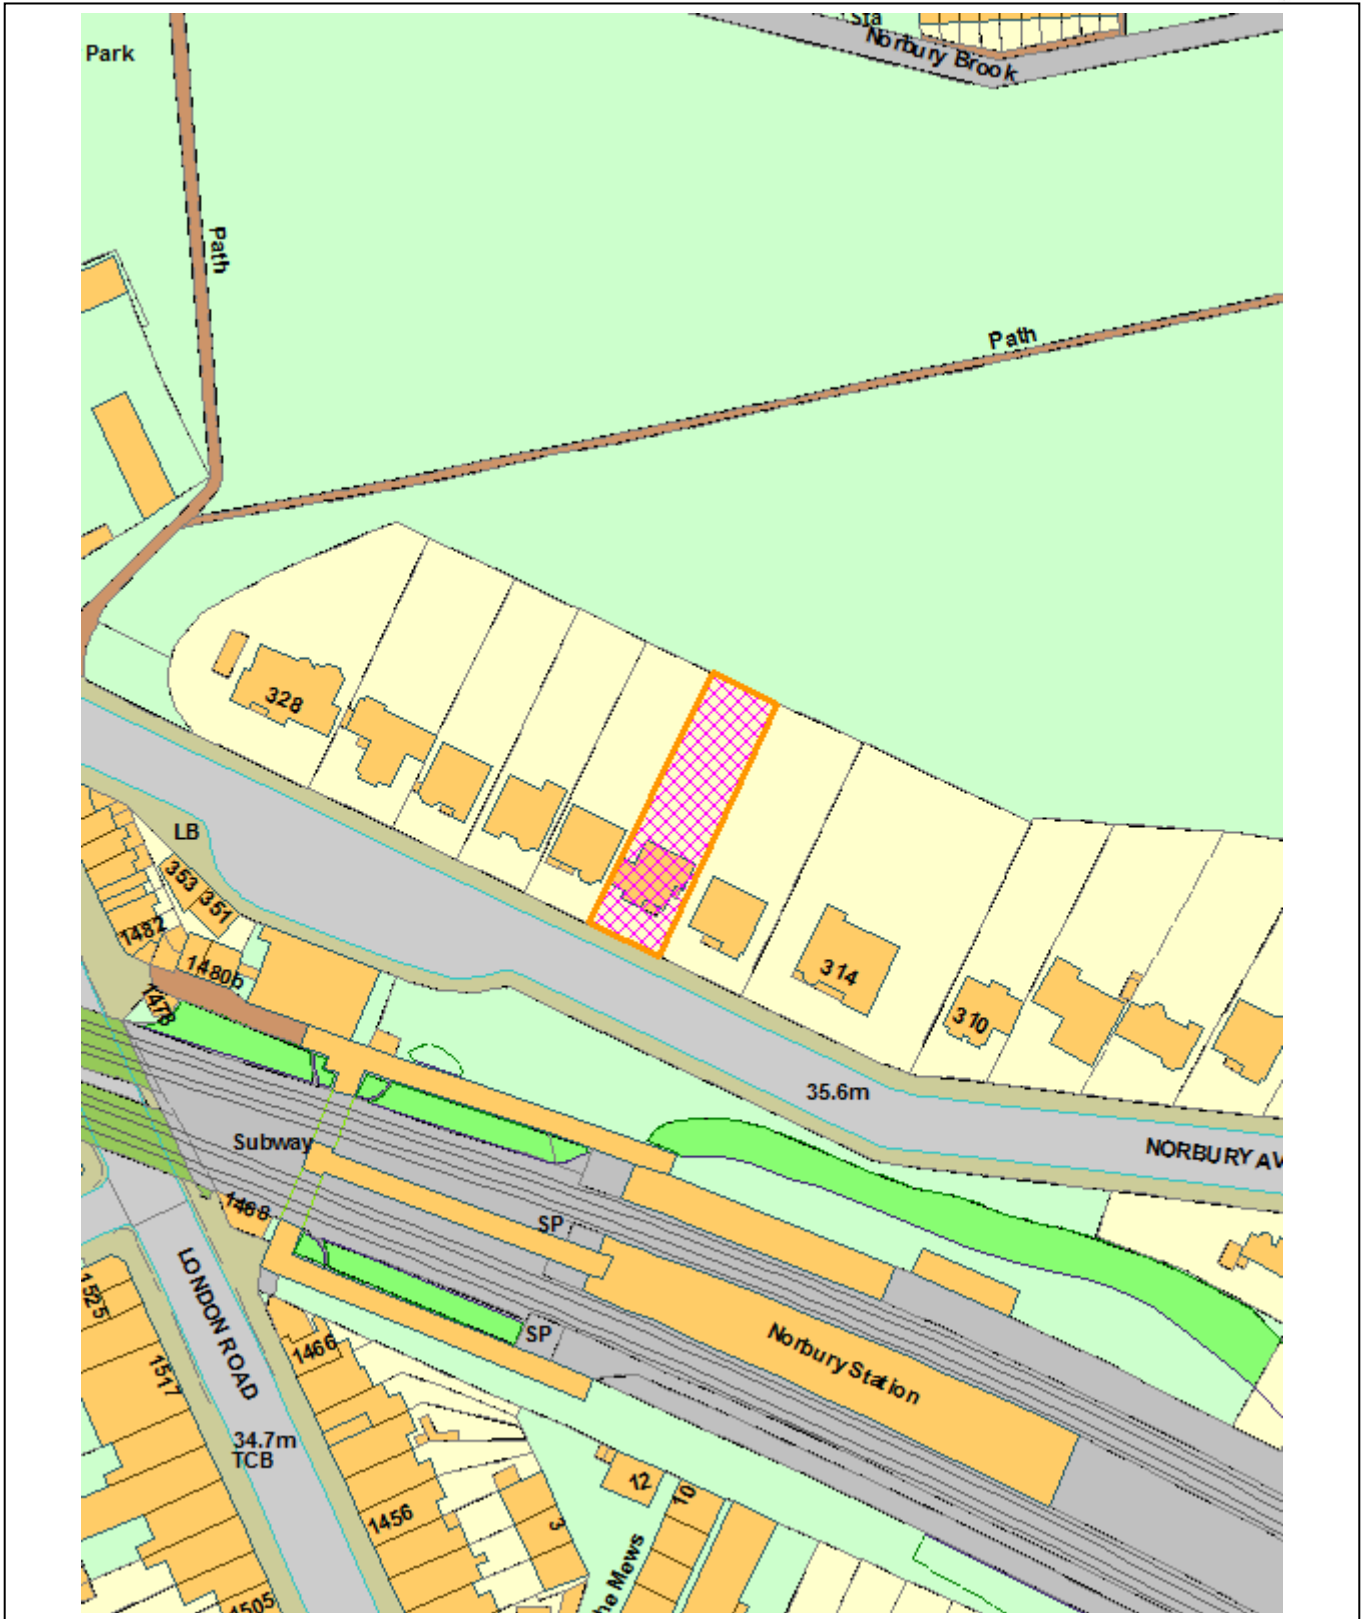 Sta
Park
Norbury Brook
Path
Path
328
LB
353
351
1482
1480b
1478
314
310
35.6m
Subway
NORBURY AV
1468
SP
LONDON ROAD
1525
SP
1466
Norbury Station
1517
34.7m
TCB
12
10
1456
3
he Mews
1505